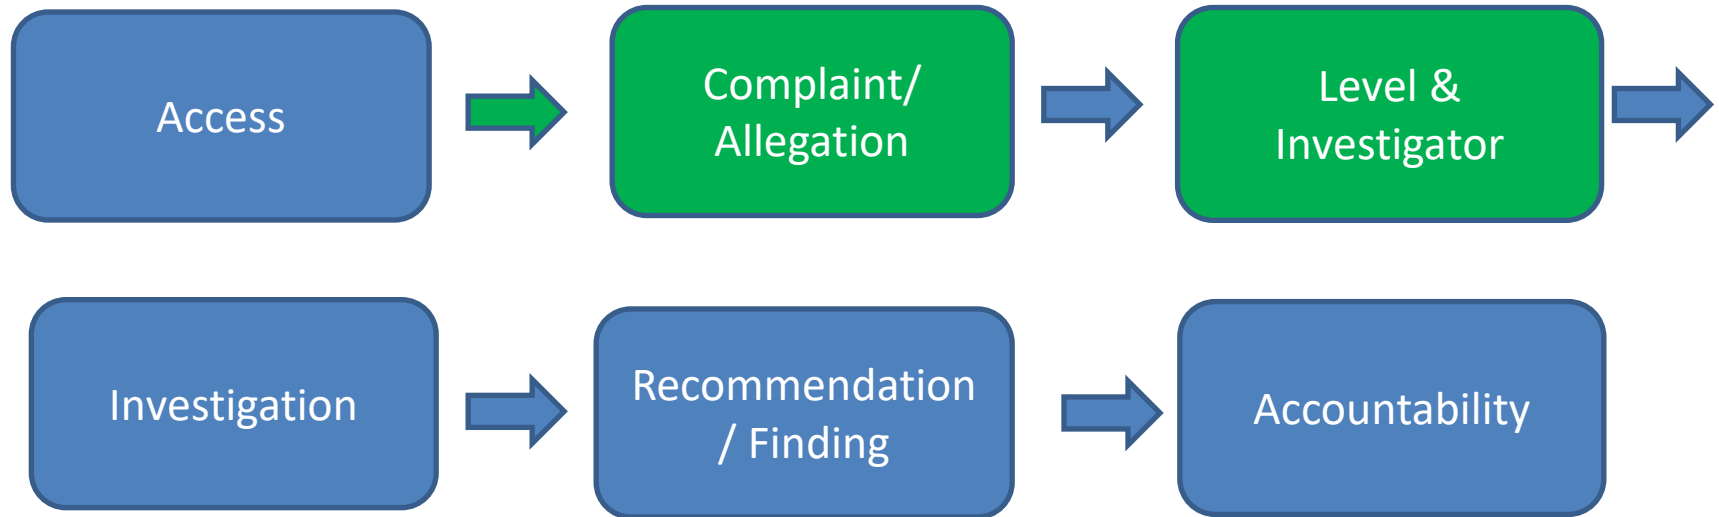 Access
Complaint/
Allegation
Level &
Investigator
Investigation
Recommendation
/ Finding
Accountability